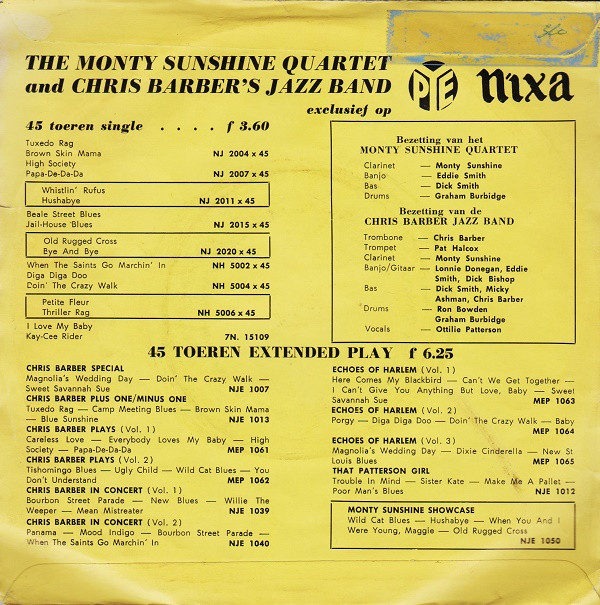 THE MONTY SUNSHINE QUARTET
and CHRIS BARBER'S JAZZ BAND
exclusief op
PYE
nixa
45 toeren single . . . . f 3.60
Tuxedo Rag
Brown Skin Mama NJ 2004 x 45
High Society
Papa-De-Da-Da NJ 2007 x 45
Whistlin' Rufus
Hushabye NJ 2011 x 45
Beale Street Blues
Jail-House 'Blues NJ 2015 x 45
Old Rugged Cross
Eye And Bye NJ 2020 x 45
When The Saints Go Marchin' In NH 5002 x 45
Diga Diga Doo
Doin' The Crazy Walk NH 5004 x 45
Petite Fleur
Thriller Rag NH 5006 x 45
I Love My Baby
Kay-Cee Rider 7N. 15109
Bezetting van het
MONTY SUNSHINE QUARTET
Clarinet — Monty Sunshine
Banjo — Eddie Smith
Bas — Dick Smith
Drums — Graham Burbidge
Bezetting van de
CHRIS BARBER JAZZ BAND
Trombone — Chris Barber
Trompet — Pat Halcox
Clarinet — Monty Sunshine
Banjo/Gitaar — Lonnie Donegan, Eddie
Smith, Dick Bishop
Bas — Dick Smith, Micky
Ashman, Chris Barber
Drums — Ron Bowden
Graham Burbidge
Vocals — Ottilie Patterson
45 TOEREN EXTENDED PLAY f 6.25
CHRIS BARBER SPECIAL
Magnolia's Wedding Day — Doin' The Crazy Walk —
Sweet Savannah Sue NJE 1007
CHRIS BARBER PLUS ONE/MINUS ONE
Tuxedo Rag — Camp Meeting Blues — Brown Skin Mama
— Blue Sunshine NJE 1013
CHRIS BARBER PLAYS (Vol. 1)
Careless Love — Everybody Loves My Baby — High
Society — Papa-De-Da-Da MEP 1061
CHRIS BARBER PLAYS (Vol. 2)
Tishomingo Blues — Ugly Child — Wild Cat Blues — You
Don't Understand MEP 1062
CHRIS BARBER IN CONCERT (Vol. 1)
Bourbon Street Parade — New Blues — Willie The
Weeper — Mean Mistreater NJE 1039
CHRIS BARBER IN CONCERT (Vol. 2)
Panama — Mood Indigo — Bourbon Street Parade —
When The Saints Go Marchin' In NJE 1040
ECHOES OF HARLEM (Vol. 1)
Here Comes My Blackbird — Can't We Get Together —
I Can't Give You Anything But Love, Baby — Sweet
Savannah Sue MEP 1063
ECHOES OF HARLEM (Vol. 2)
Porgy — Diga Diga Doo — Doin' The Crazy Walk — Baby
MEP 1064
ECHOES OF HARLEM (Vol. 3)
Magnolia's Wedding Day — Dixie Cinderella — New St
Louis Blues MEP 1065
THAT PATTERSON GIRL
Trouble In Mind — Sister Kate — Make Me A Pallet —
Poor Man's Blues NJE 1012
MONTY SUNSHINE SHOWCASE
Wild Cat Blues — Hushabye — When You And I
Were Young, Maggie — Old Rugged Cross
NJE 1050